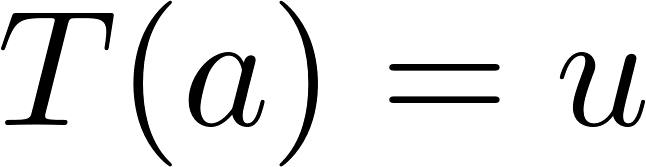 T(a) = u